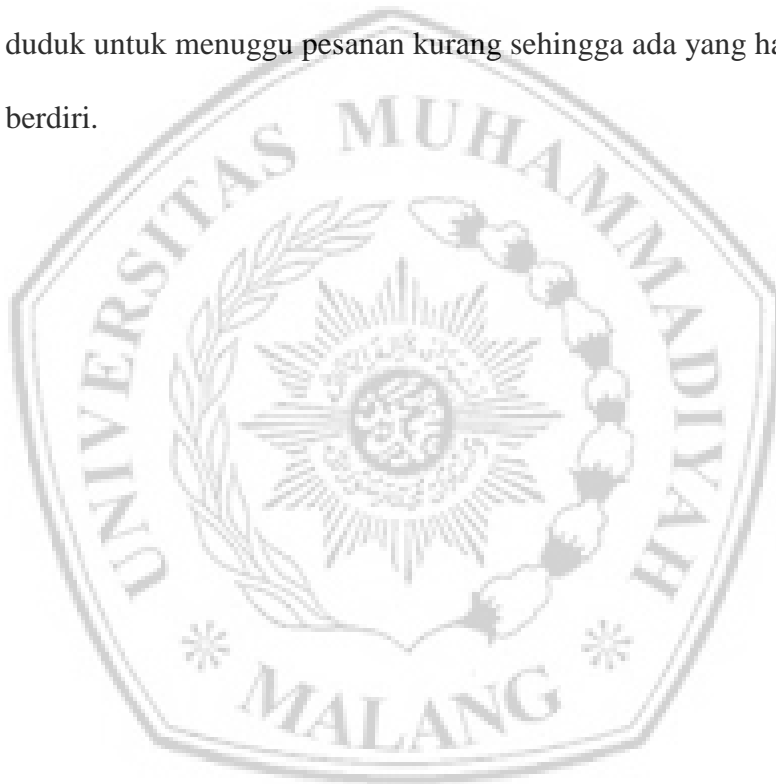 duduk untuk menuggu pesanan kurang sehingga ada yang ha
berdiri.
UNIVERSITAS MUHAMMADIYAH
MALANG